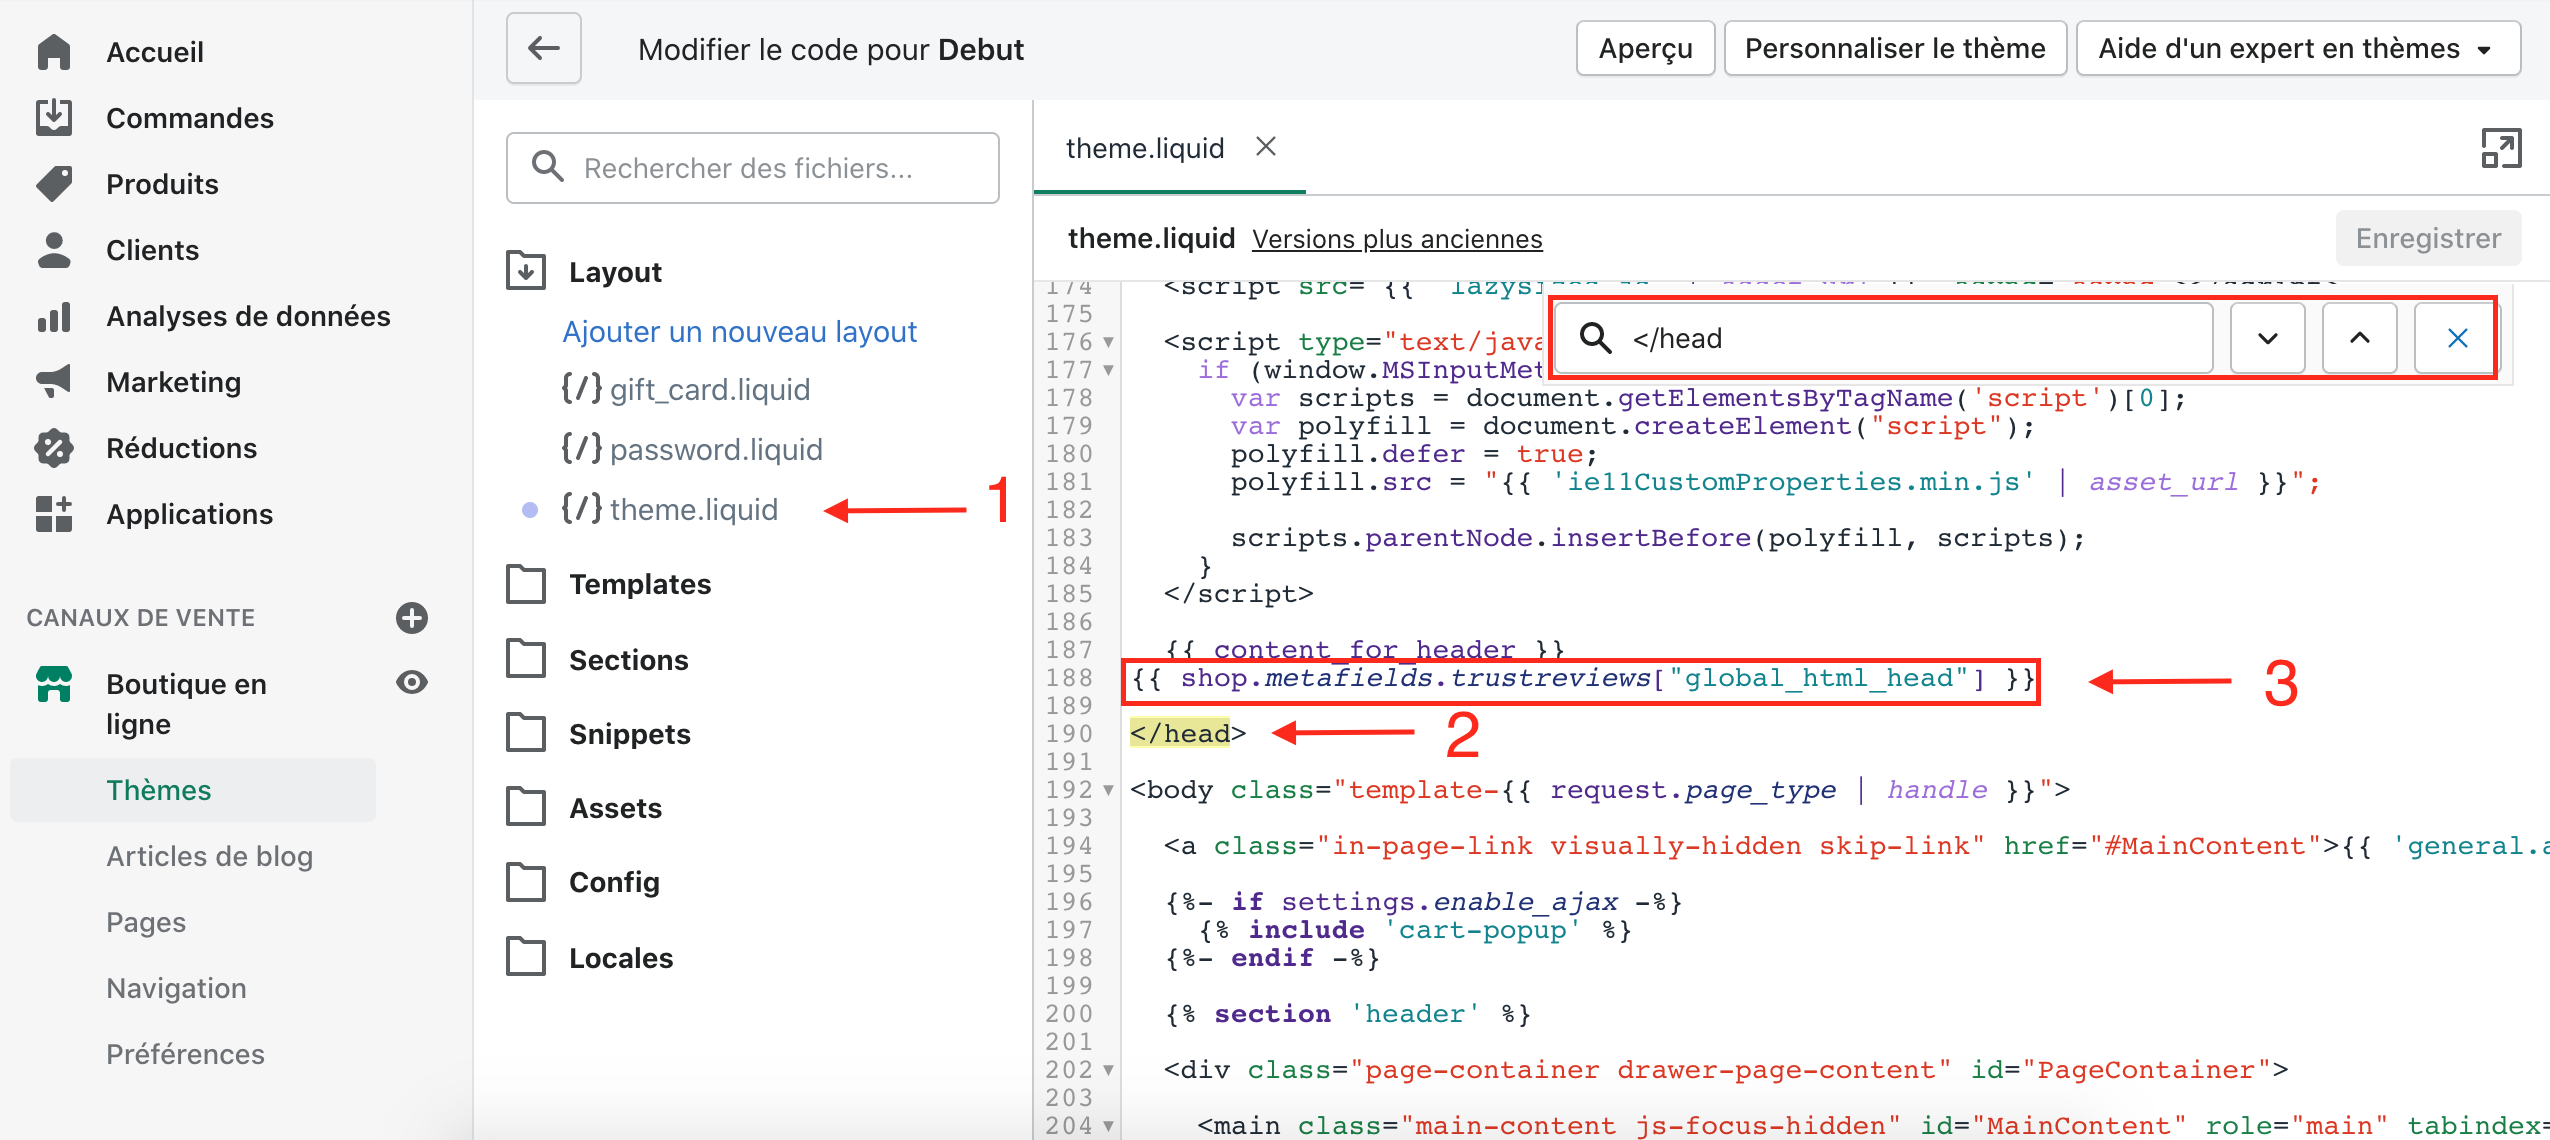 Accueil
Commandes
Produits
Clients
Analyses de données
Marketing
Réductions
Applications
CANAUX DE VENTE
Boutique en
ligne
Thèmes
Articles de blog
Pages
Navigation
Préférences
Modifier le code pour Debut
Aperçu
Personnaliser le thème
Aide d'un expert en thèmes
Rechercher des fichiers...
Layout
Ajouter un nouveau layout
{/} gift_card.liquid
{/} password.liquid
{/} theme.liquid
1
Templates
Sections
Snippets
Assets
Config
Locales
theme.liquid
theme.liquid Versions plus anciennes
Enregistrer
</head
174 <script src=
175
176 <script type="text/java
177 if (window.MSInputMet
178 var scripts = document.getElementsByTagName('script')[0];
179 var polyfill = document.createElement("script");
180 polyfill.defer = true;
181 polyfill.src = "{{ 'ie11CustomProperties.min.js' | asset_url }}";
182
183 scripts.parentNode.insertBefore(polyfill, scripts);
184 }
185 </script>
186
187 {{ content_for_header }}
188 {{ shop.metafields.trustreviews["global_html_head"] }}
3
189
190 </head>
2
191
192 <body class="template-{{ request.page_type | handle }}">
193
194 <a class="in-page-link visually-hidden skip-link" href="#MainContent">{{ 'general.a
195
196 {%- if settings.enable_ajax -%}
197 {% include 'cart-popup' %}
198 {%- endif -%}
199
200 {% section 'header' %}
201
202 <div class="page-container drawer-page-content" id="PageContainer">
203
204 <main class="main-content js-focus-hidden" id="MainContent" role="main" tabindex=